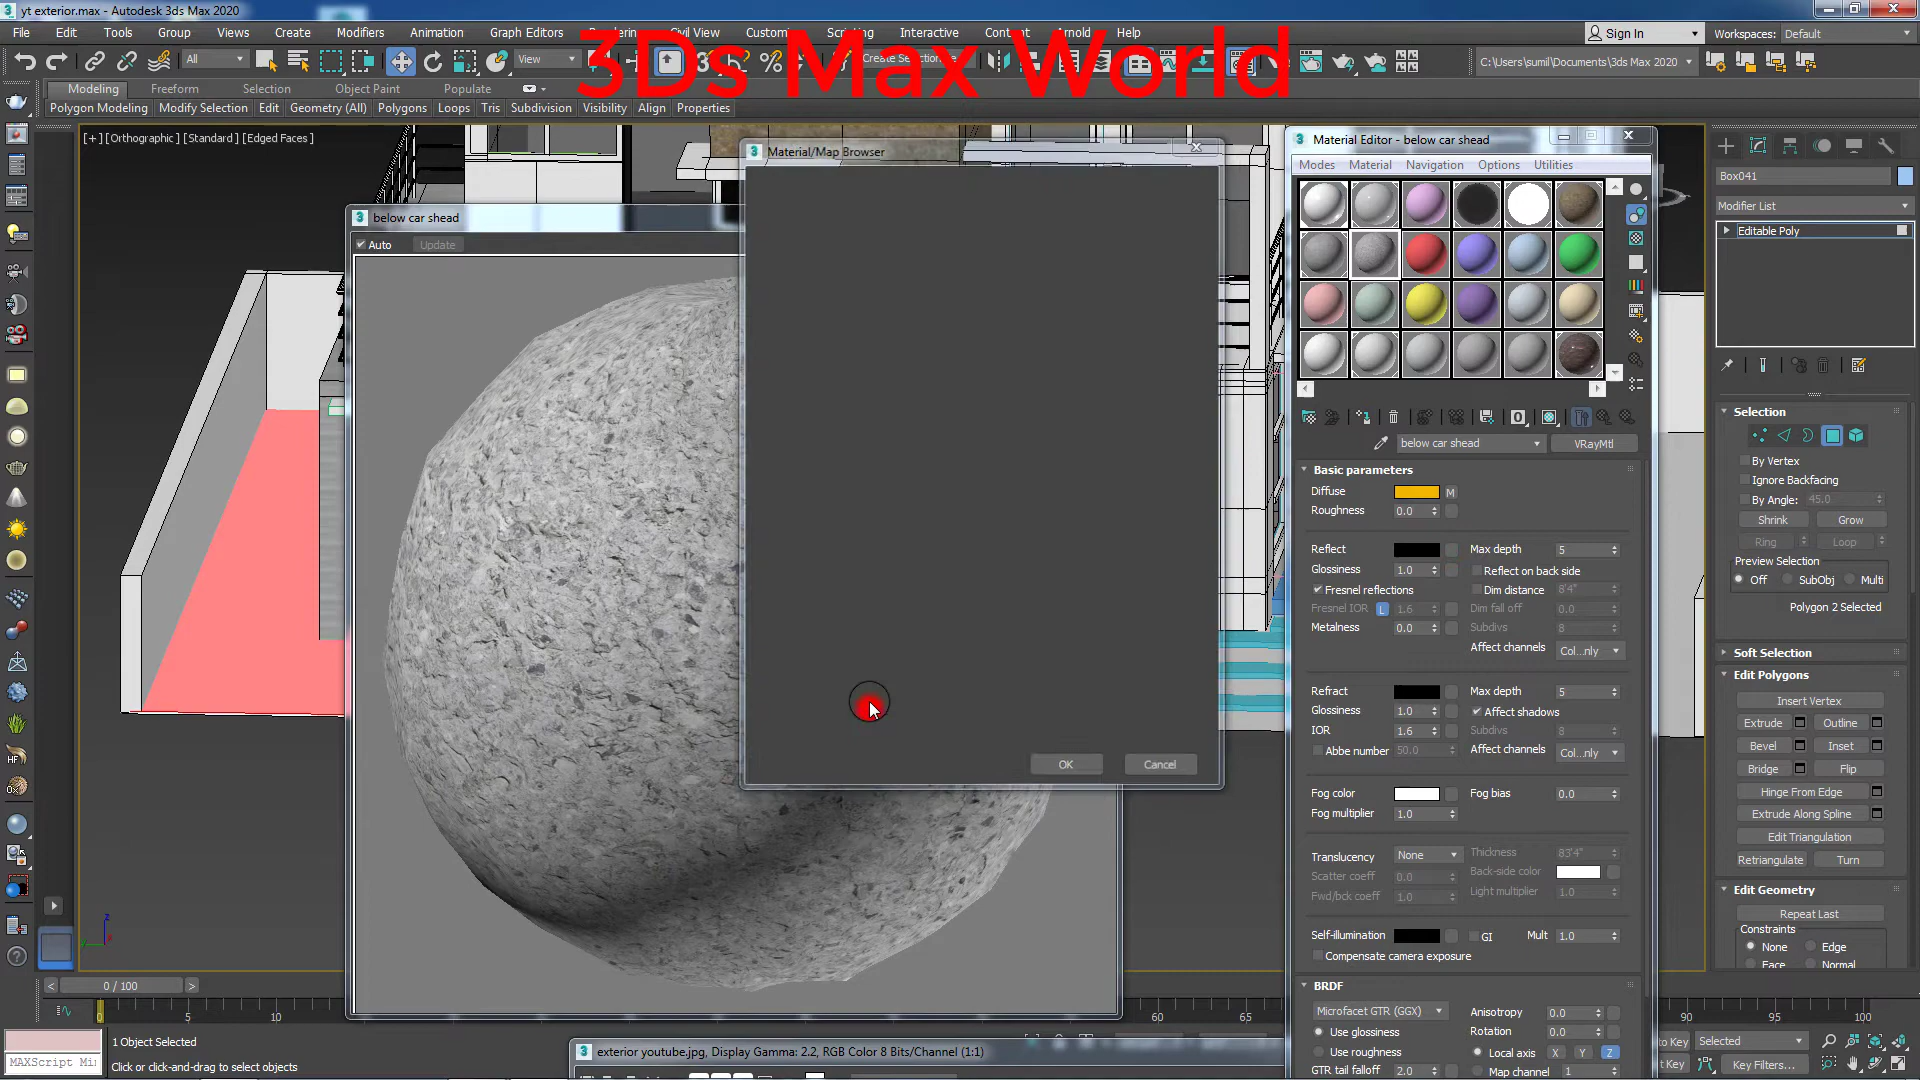 yt exterior.max - Autodesk 3ds Max 2020
File Edit Tools Group Views Create Modifiers Animation Graph Editors Customize Scripting Interactive Content Arnold Help
Sign In Workspaces: Default
3Ds Max World
All View Create Selection Se
C:\Users\sumil\Documents\3ds Max 2020
Modeling Freeform Selection Object Paint Populate
Polygon Modeling Modify Selection Edit Geometry (All) Polygons Loops Tris Subdivision Visibility Align Properties
[+] [Orthographic] [Standard] [Edged Faces]
below car shead
Auto Update
Material/Map Browser
OK Cancel
Material Editor - below car shead
Modes Material Navigation Options Utilities
below car shead VRayMtl
Basic parameters
Diffuse M
Roughness 0.0
Reflect Max depth 5
Glossiness 1.0 Reflect on back side
Fresnel reflections Dim distance 8'4"
Fresnel IOR L 1.6 Dim fall off 0.0
Metalness 0.0 Subdivs 8
Affect channels Col...nly
Refract Max depth 5
Glossiness 1.0 Affect shadows
IOR 1.6 Subdivs 8
Abbe number 50.0 Affect channels Col...nly
Fog color Fog bias 0.0
Fog multiplier 1.0
Translucency None Thickness 83'4"
Scatter coeff 0.0 Back-side color
Fwd/bck coeff 1.0 Light multiplier 1.0
Self-illumination GI Mult 1.0
Compensate camera exposure
BRDF
Microfacet GTR (GGX) Anisotropy 0.0
Use glossiness Rotation 0.0
Use roughness Local axis X Y Z
GTR tail falloff 2.0 Map channel 1
Box041
Modifier List
Editable Poly
Selection
By Vertex
Ignore Backfacing
By Angle: 45.0
Shrink Grow
Ring Loop
Preview Selection
Off SubObj Multi
Polygon 2 Selected
Soft Selection
Edit Polygons
Insert Vertex
Extrude Outline
Bevel Inset
Bridge Flip
Hinge From Edge
Extrude Along Spline
Edit Triangulation
Retriangulate Turn
Edit Geometry
Repeat Last
Constraints
None Edge
Face Normal
< 0 / 100 >
0 5 10 60 65 90 95 100
1 Object Selected
MAXScript Mi
Click or click-and-drag to select objects
exterior youtube.jpg, Display Gamma: 2.2, RGB Color 8 Bits/Channel (1:1)
to Key Selected
t Key Key Filters...